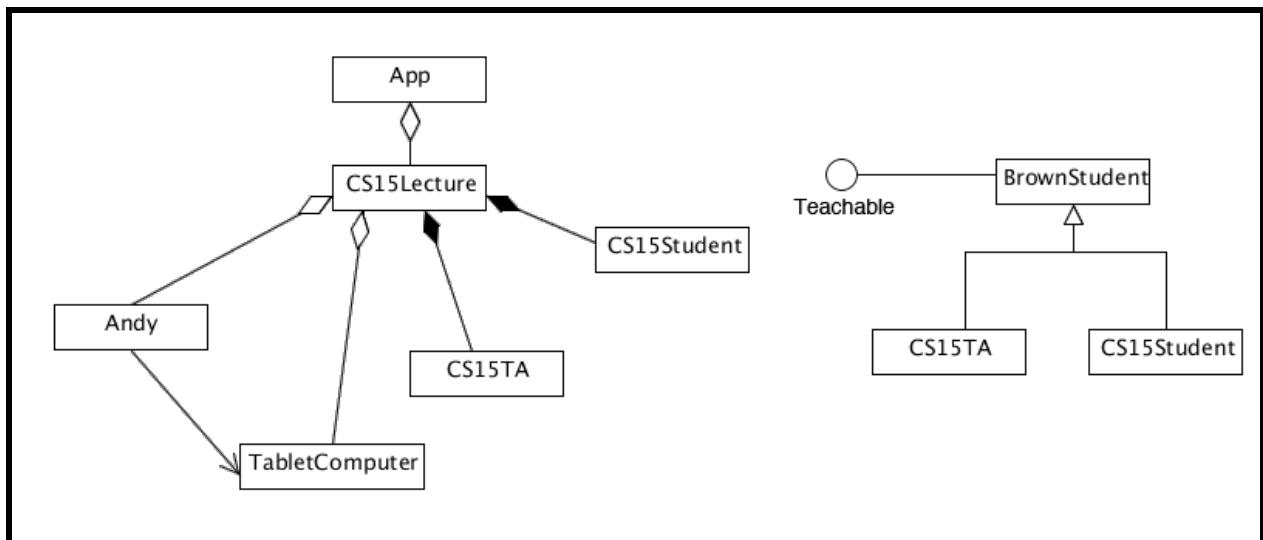 App
CS15Lecture
CS15Student
Andy
CS15TA
TabletComputer
BrownStudent
Teachable
CS15TA
CS15Student